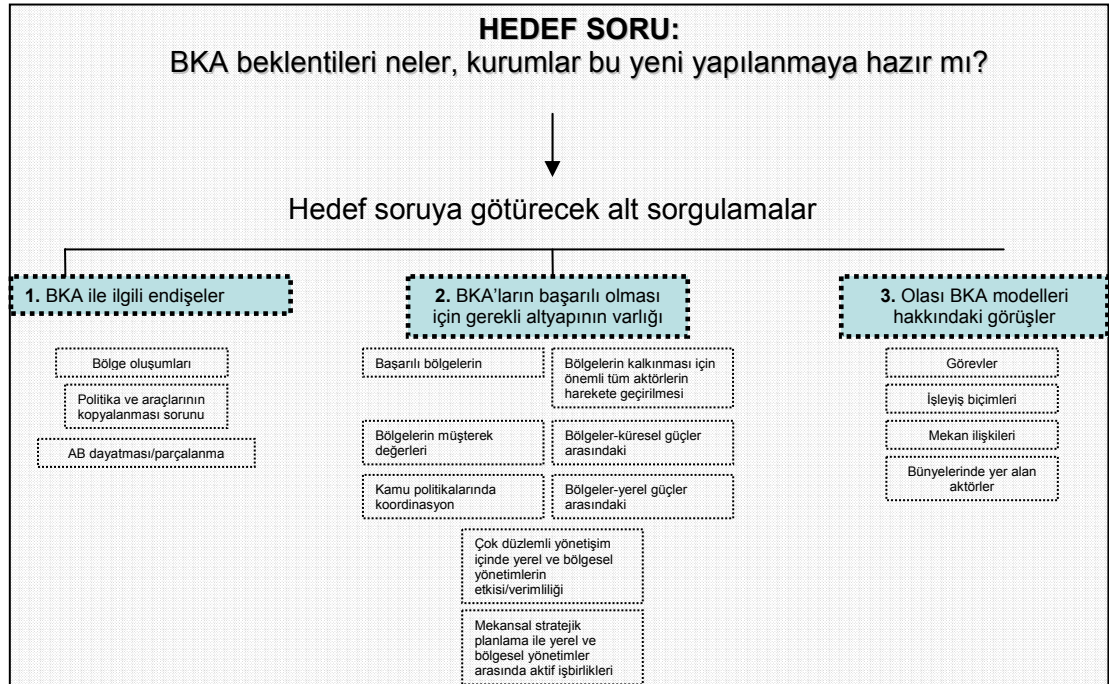 HEDEF SORU:
BKA beklentileri neler, kurumlar bu yeni yapılanmaya hazır mı?
Hedef soruya götürecek alt sorgulamalar
1. BKA ile ilgili endişeler
Bölge oluşumları
Politika ve araçlarının
kopyalanması sorunu
AB dayatması/parçalanma
2. BKA'ların başarılı olması
için gerekli altyapının varlığı
Başarılı bölgelerin
Bölgelerin kalkınması için
önemli tüm aktörlerin
harekete geçirilmesi
Bölgelerin müşterek
değerleri
Bölgeler-küresel güçler
arasındaki
Kamu politikalarında
koordinasyon
Bölgeler-yerel güçler
arasındaki
Çok düzlemli yönetişim
içinde yerel ve bölgesel
yönetimlerin
etkisi/verimliliği
Mekansal stratejik
planlama ile yerel ve
bölgesel yönetimler
arasında aktif işbirlikleri
3. Olası BKA modelleri
hakkındaki görüşler
Görevler
İşleyiş biçimleri
Mekan ilişkileri
Bünyelerinde yer alan
aktörler